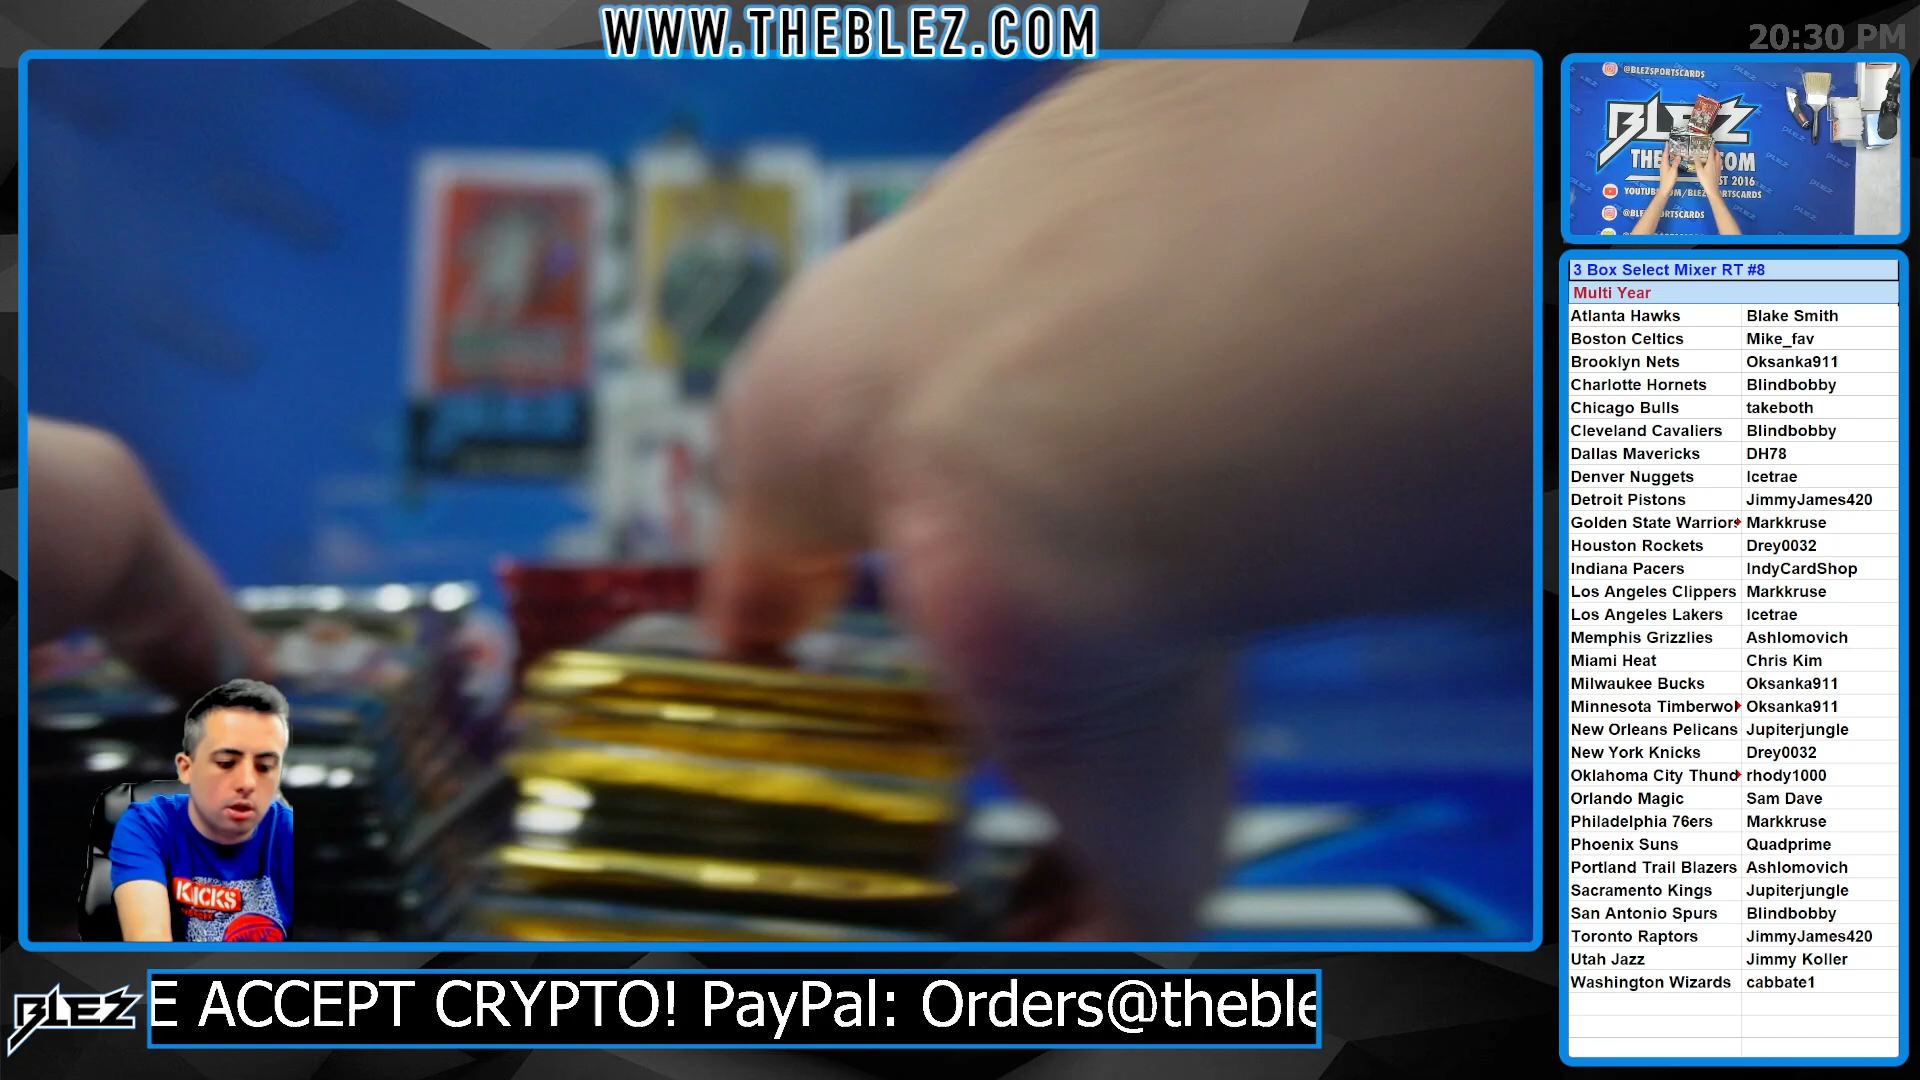 WWW.THEBLEZ.COM
20:30 PM
@BLEZSPORTSCARDS
BLEZ
3 Box Select Mixer RT #8
Multi Year
Atlanta Hawks Blake Smith
Boston Celtics Mike_fav
Brooklyn Nets Oksanka911
Charlotte Hornets Blindbobby
Chicago Bulls takeboth
Cleveland Cavaliers Blindbobby
Dallas Mavericks DH78
Denver Nuggets Icetrae
Detroit Pistons JimmyJames420
Golden State Warriors Markkruse
Houston Rockets Drey0032
Indiana Pacers IndyCardShop
Los Angeles Clippers Markkruse
Los Angeles Lakers Icetrae
Memphis Grizzlies Ashlomovich
Miami Heat Chris Kim
Milwaukee Bucks Oksanka911
Minnesota Timberwol Oksanka911
New Orleans Pelicans Jupiterjungle
New York Knicks Drey0032
Oklahoma City Thund rhody1000
Orlando Magic Sam Dave
Philadelphia 76ers Markkruse
Phoenix Suns Quadprime
Portland Trail Blazers Ashlomovich
Sacramento Kings Jupiterjungle
San Antonio Spurs Blindbobby
Toronto Raptors JimmyJames420
Utah Jazz Jimmy Koller
Washington Wizards cabbate1
KICKS
BLEZ
E ACCEPT CRYPTO! PayPal: Orders@theble